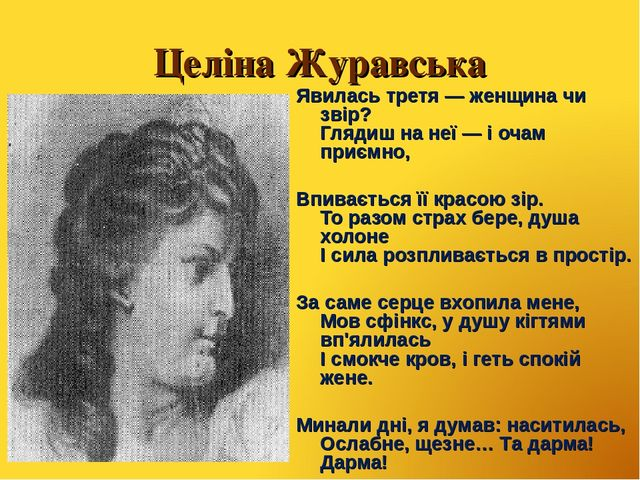 Целіна Журавська
Явилась третя — женщина чи
звір?
Глядиш на неї — і очам
приємно,
Впивається її красою зір.
То разом страх бере, душа
холоне
І сила розпливається в простір.
За саме серце вхопила мене,
Мов сфінкс, у душу кігтями
вп'ялилась
І смокче кров, і геть спокій
жене.
Минали дні, я думав: наситилась,
Ослабне, щезне… Та дарма!
Дарма!